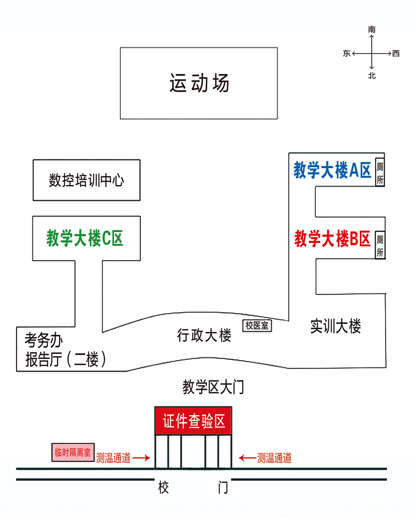 南
东 西
北
运动场
数控培训中心
教学大楼A区
厕所
教学大楼C区
教学大楼B区
厕所
考务办
报告厅（二楼）
行政大楼
校医室
实训大楼
教学区大门
证件查验区
临时隔离室
测温通道
测温通道
校 门